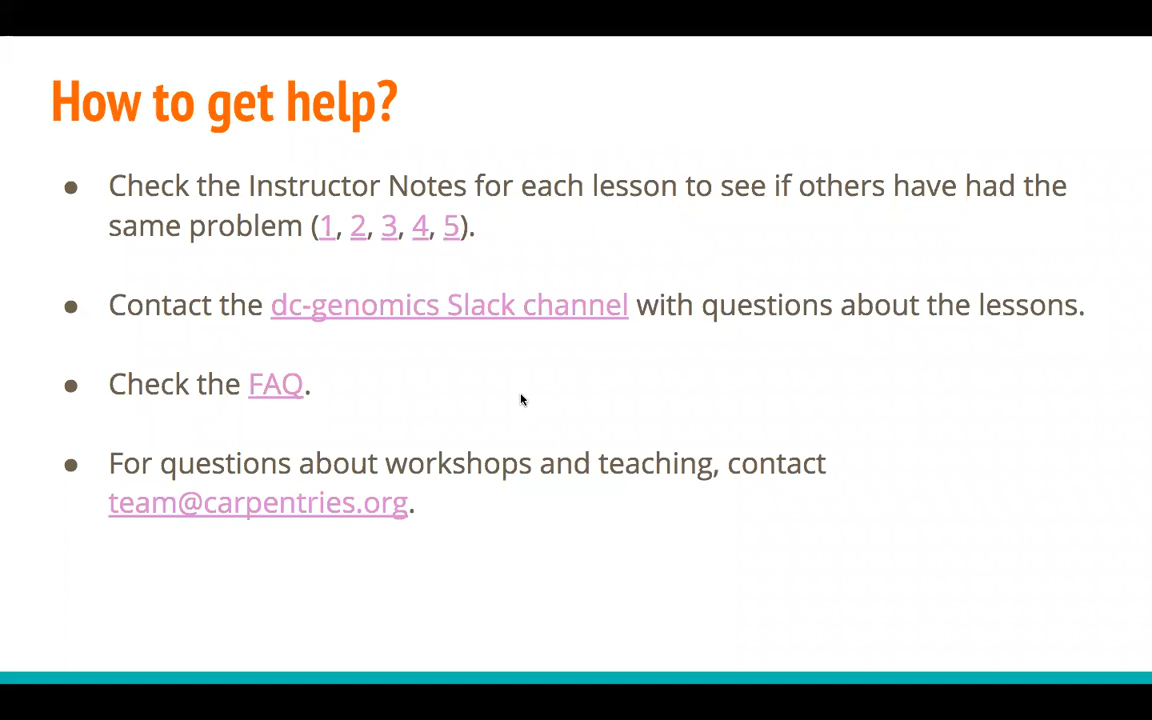 How to get help?
● Check the Instructor Notes for each lesson to see if others have had the
same problem (1, 2, 3, 4, 5).
● Contact the dc-genomics Slack channel with questions about the lessons.
● Check the FAQ.
● For questions about workshops and teaching, contact
team@carpentries.org.